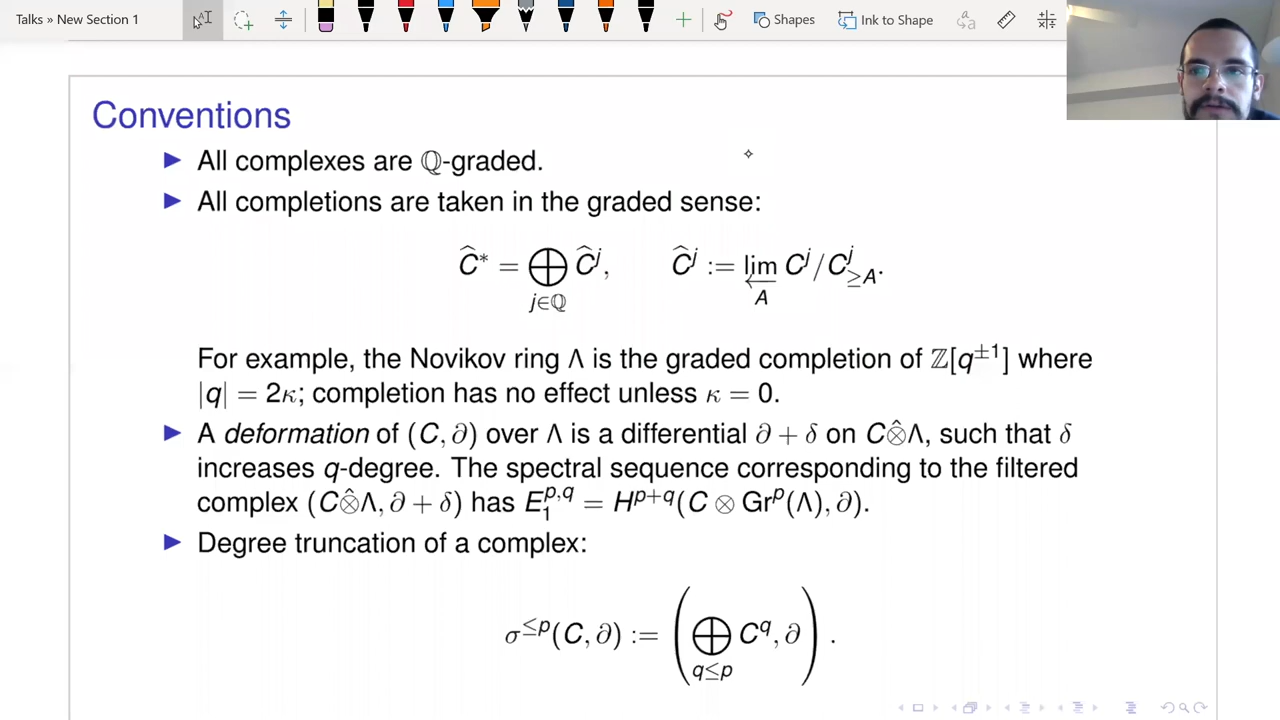 Talks » New Section 1
Shapes
Ink to Shape
Conventions
All complexes are ℚ-graded.
All completions are taken in the graded sense:
Ĉ* = ⊕_{j∈ℚ} Ĉ^j, Ĉ^j := lim_{←A} C^j/C^j_{≥A}.
For example, the Novikov ring Λ is the graded completion of ℤ[q^{±1}] where
|q| = 2κ; completion has no effect unless κ = 0.
A deformation of (C, ∂) over Λ is a differential ∂ + δ on C⊗̂Λ, such that δ
increases q-degree. The spectral sequence corresponding to the filtered
complex (C⊗̂Λ, ∂ + δ) has E_1^{p,q} = H^{p+q}(C ⊗ Gr^p(Λ), ∂).
Degree truncation of a complex:
σ^{≤p}(C, ∂) := (⊕_{q≤p} C^q, ∂).